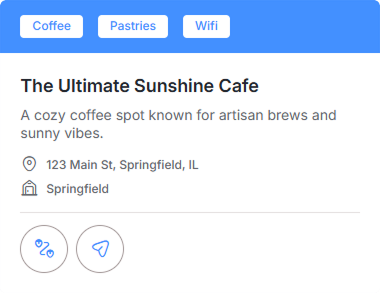 Coffee Pastries Wifi
The Ultimate Sunshine Cafe
A cozy coffee spot known for artisan brews and
sunny vibes.
123 Main St, Springfield, IL
Springfield